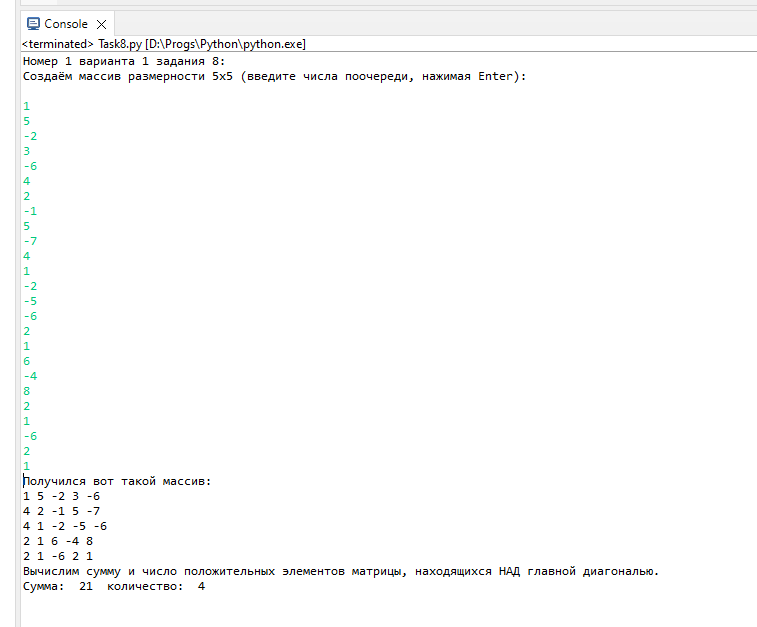 Console
<terminated> Task8.py [D:\Progs\Python\python.exe]
Номер 1 варианта 1 задания 8:
Создаём массив размерности 5x5 (введите числа поочереди, нажимая Enter):
1
5
-2
3
-6
4
2
-1
5
-7
4
1
-2
-5
-6
2
1
6
-4
8
2
1
-6
2
1
Получился вот такой массив:
1 5 -2 3 -6
4 2 -1 5 -7
4 1 -2 -5 -6
2 1 6 -4 8
2 1 -6 2 1
Вычислим сумму и число положительных элементов матрицы, находящихся НАД главной диагональю.
Сумма:  21  количество:  4